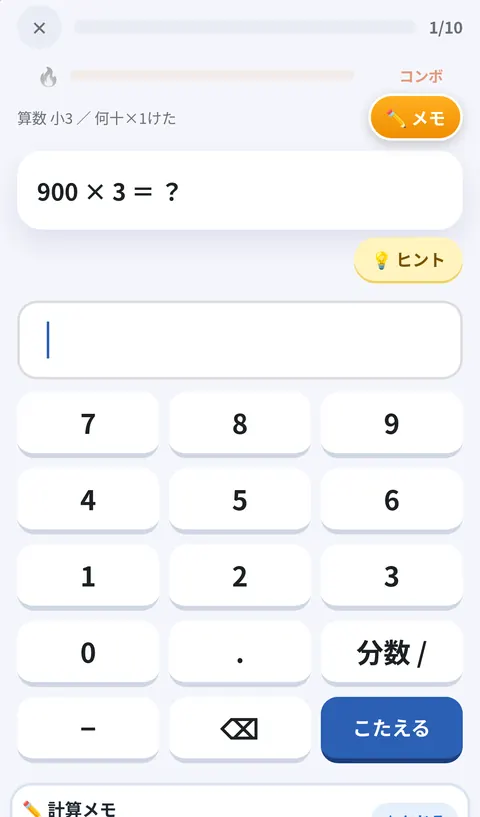 × 1/10
コンボ
算数 小3 ／ 何十×1けた
✏️ メモ
900 × 3 ＝ ？
💡 ヒント
7 8 9
4 5 6
1 2 3
0 . 分数 /
− ⌫ こたえる
✏️ 計算メモ